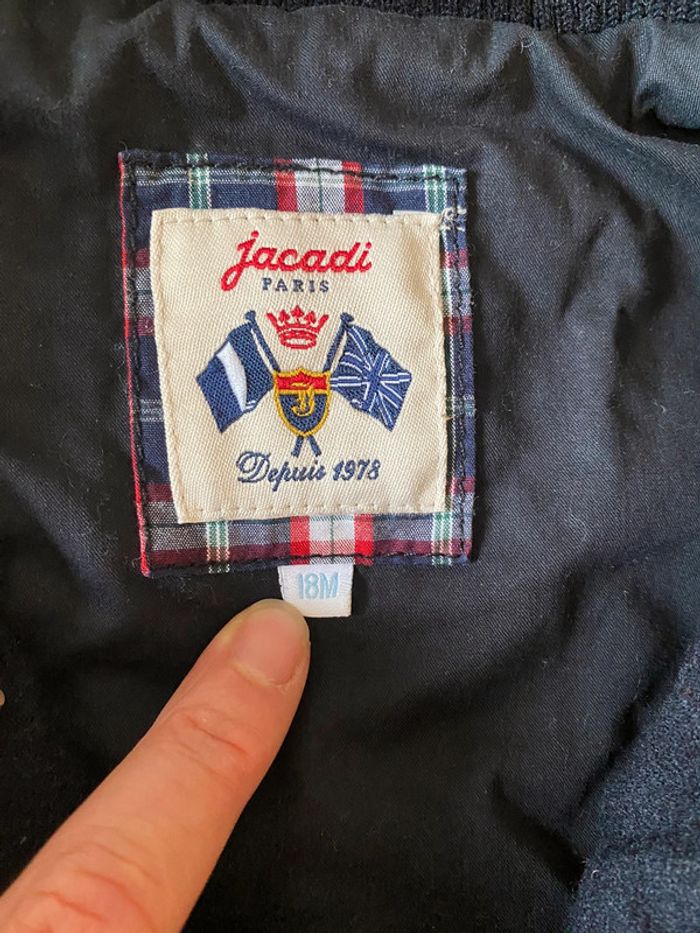 jacadi
PARIS
J
Depuis 1978
18M